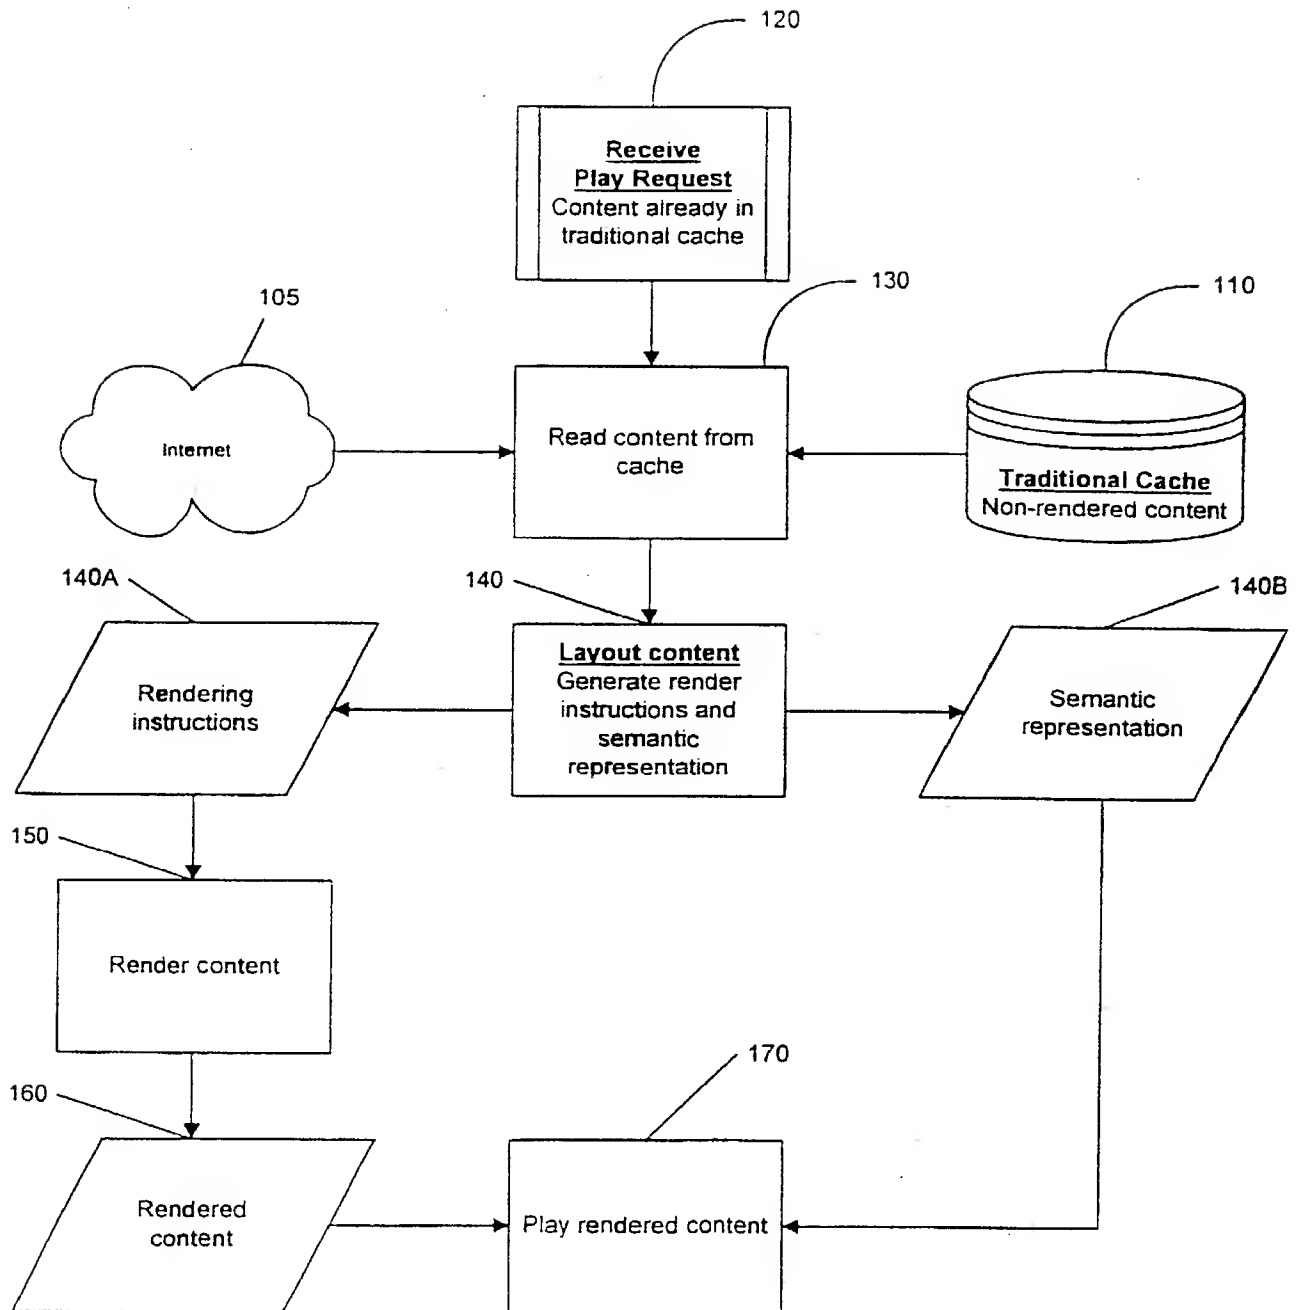 120
Receive
Play Request
Content already in
traditional cache
105
130
110
Internet
Read content from
cache
Traditional Cache
Non-rendered content
140A
140
140B
Rendering
instructions
Layout content
Generate render
instructions and
semantic
representation
Semantic
representation
150
Render content
160
170
Rendered
content
Play rendered content